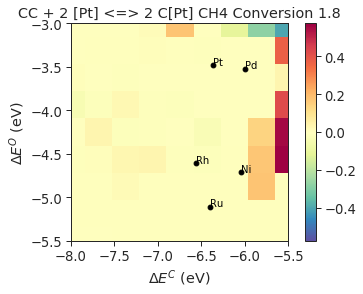 CC + 2 [Pt] <=> 2 C[Pt] CH4 Conversion 1.8
−3.0
−3.5
−4.0
−4.5
−5.0
−5.5
ΔE^O (eV)
Pt
Pd
Rh
Ni
Ru
−8.0 −7.5 −7.0 −6.5 −6.0 −5.5
ΔE^C (eV)
0.4
0.2
0.0
−0.2
−0.4